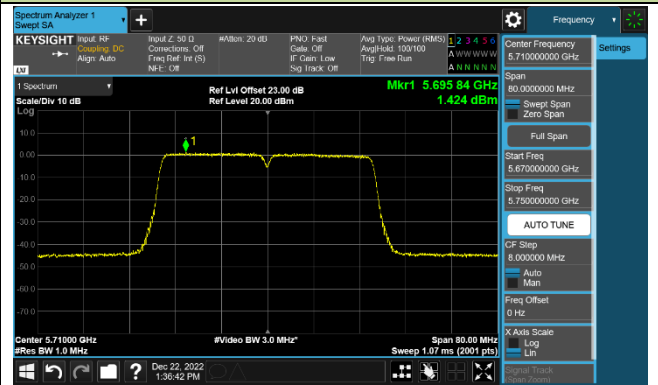 Spectrum Analyzer 1
Swept SA
Frequency
KEYSIGHT
Input: RF
Coupling: DC
Align: Auto
Input Z: 50 Ω
Corrections: Off
Freq Ref: Int (S)
NFE: Off
#Atten: 20 dB
PNO: Fast
Gate: Off
IF Gain: Low
Sig Track: Off
Avg Type: Power (RMS)
Avg|Hold: 100/100
Trig: Free Run
1 2 3 4 5 6
A W W W W W
A N N N N N
LXI
Center Frequency
5.710000000 GHz
Settings
Span
80.0000000 MHz
Swept Span
Zero Span
Full Span
Start Freq
5.670000000 GHz
Stop Freq
5.750000000 GHz
AUTO TUNE
CF Step
8.000000 MHz
Auto
Man
Freq Offset
0 Hz
X Axis Scale
Log
Lin
Signal Track
(Span Zoom)
1 Spectrum
Scale/Div 10 dB
Log
Ref Lvl Offset 23.00 dB
Ref Level 20.00 dBm
Mkr1 5.695 84 GHz
1.424 dBm
10.0
0.00
-10.0
-20.0
-30.0
-40.0
-50.0
-60.0
-70.0
1
Center 5.71000 GHz
#Res BW 1.0 MHz
#Video BW 3.0 MHz*
Span 80.00 MHz
Sweep 1.07 ms (2001 pts)
Dec 22, 2022
1:36:42 PM